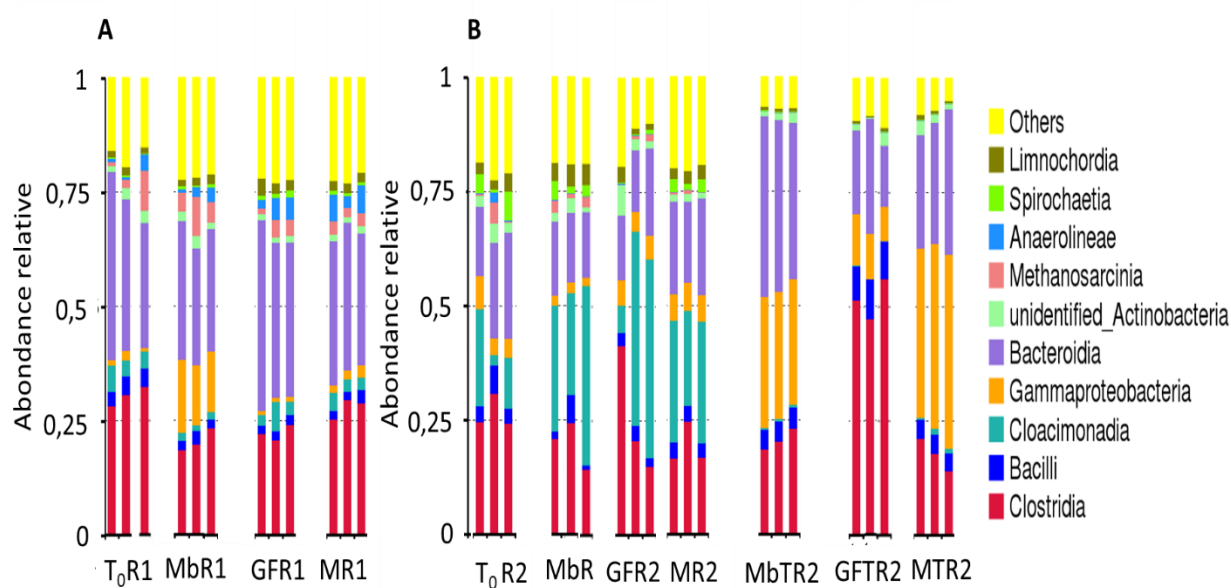 A
B
Abondance relative
1
0,75
0,5
0,25
0
T₀R1 MbR1 GFR1 MR1
Abondance relative
1
0,75
0,5
0,25
0
T₀R2 MbR GFR2 MR2 MbTR2 GFTR2 MTR2
Others
Limnochordia
Spirochaetia
Anaerolineae
Methanosarcinia
unidentified_Actinobacteria
Bacteroidia
Gammaproteobacteria
Cloacimonadia
Bacilli
Clostridia